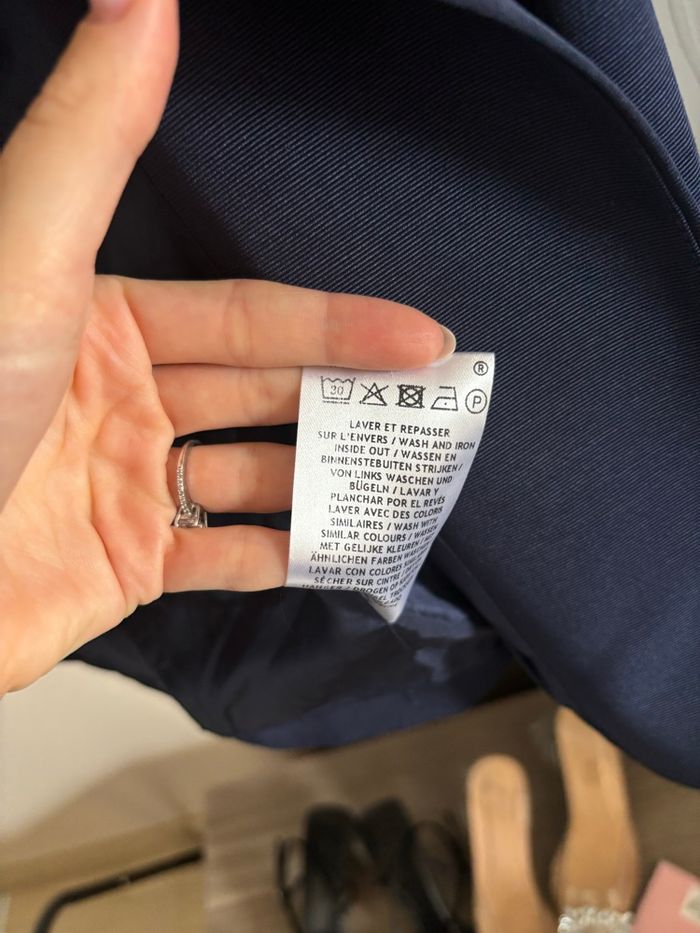 ®
30 P
LAVER ET REPASSER
SUR L'ENVERS / WASH AND IRON
INSIDE OUT / WASSEN EN
BINNENSTEBUITEN STRIJKEN /
VON LINKS WASCHEN UND
BÜGELN / LAVAR Y
PLANCHAR POR EL REVÉS
LAVER AVEC DES COLORIS
SIMILAIRES / WASH WITH
SIMILAR COLOURS / WASSEN
MET GELIJKE KLEUREN /
ÄHNLICHEN FARBEN
LAVAR CON COLORES
SÉCHER SUR CINTRE /